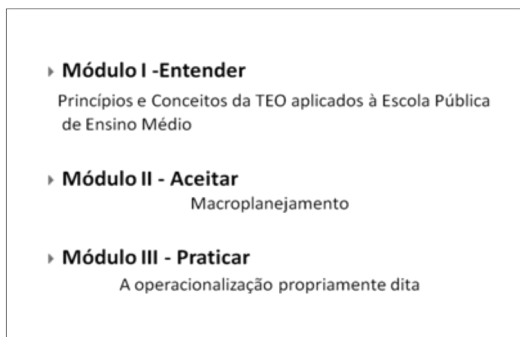 Módulo I -Entender
Princípios e Conceitos da TEO aplicados à Escola Pública
de Ensino Médio
Módulo II - Aceitar
Macroplanejamento
Módulo III - Praticar
A operacionalização propriamente dita